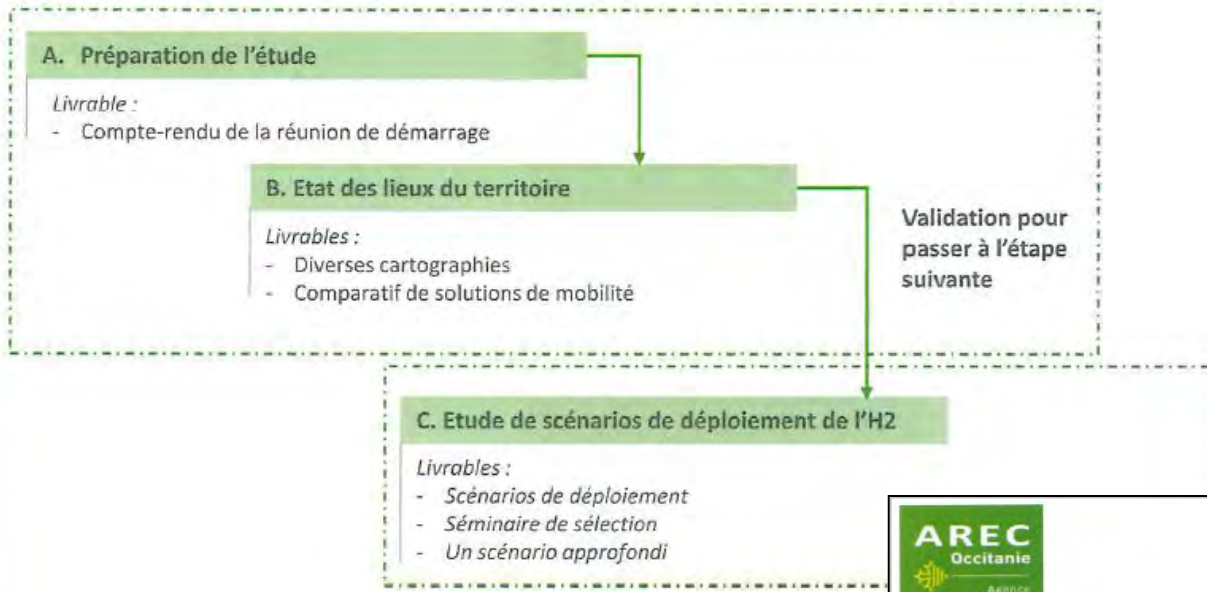 A. Préparation de l'étude
Livrable :
- Compte-rendu de la réunion de démarrage
B. Etat des lieux du territoire
Livrables :
- Diverses cartographies
- Comparatif de solutions de mobilité
Validation pour
passer à l'étape
suivante
C. Etude de scénarios de déploiement de l'H2
Livrables :
- Scénarios de déploiement
- Séminaire de sélection
- Un scénario approfondi
AREC
Occitanie
Agence